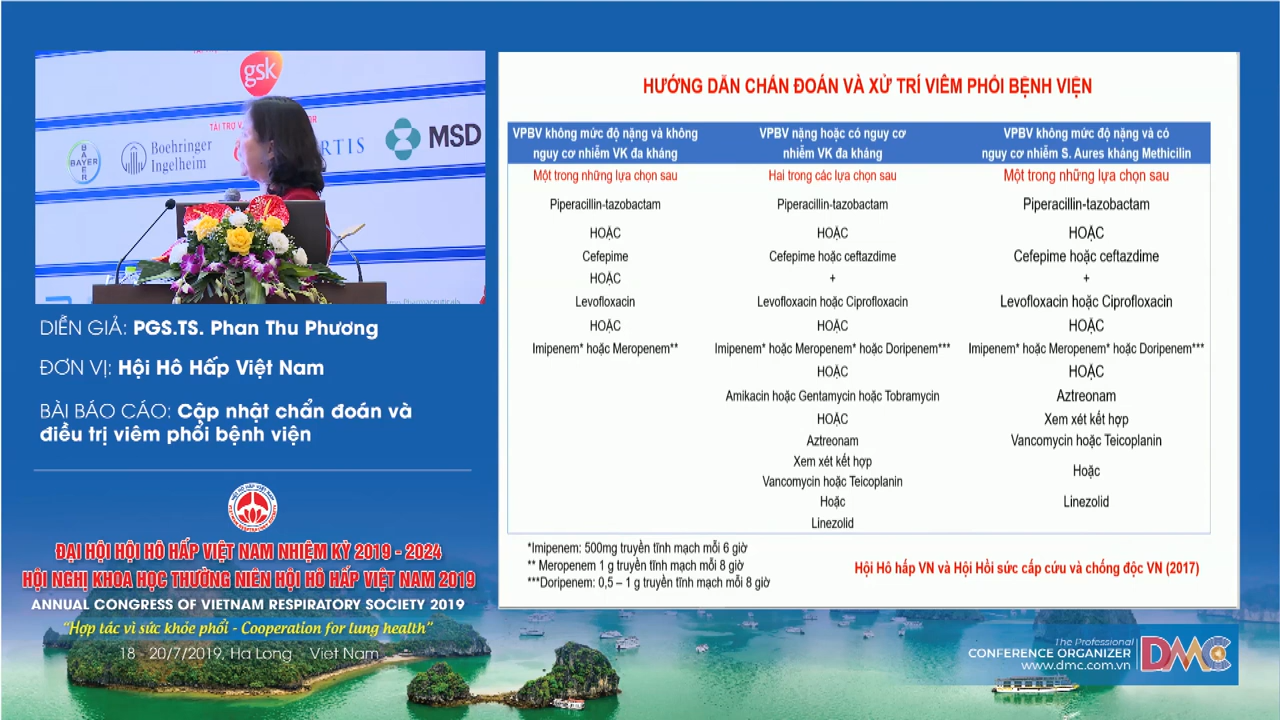 gsk
BAYER
BAYER
Boehringer
Ingelheim
MSD
DIỄN GIẢ: PGS.TS. Phan Thu Phương
ĐƠN VỊ: Hội Hô Hấp Việt Nam
BÀI BÁO CÁO: Cập nhật chẩn đoán và
điều trị viêm phổi bệnh viện
ĐẠI HỘI HỘI HÔ HẤP VIỆT NAM NHIỆM KỲ 2019 - 2024
HỘI NGHỊ KHOA HỌC THƯỜNG NIÊN HỘI HÔ HẤP VIỆT NAM 2019
ANNUAL CONGRESS OF VIETNAM RESPIRATORY SOCIETY 2019
"Hợp tác vì sức khỏe phổi - Cooperation for lung health"
18 - 20/7/2019, Ha Long Viet Nam
HƯỚNG DẪN CHẨN ĐOÁN VÀ XỬ TRÍ VIÊM PHỔI BỆNH VIỆN
VPBV không mức độ nặng và không
nguy cơ nhiễm VK đa kháng
Một trong những lựa chọn sau
Piperacillin-tazobactam
HOẶC
Cefepime
HOẶC
Levofloxacin
HOẶC
Imipenem* hoặc Meropenem**
VPBV nặng hoặc có nguy cơ
nhiễm VK đa kháng
Hai trong các lựa chọn sau
Piperacillin-tazobactam
HOẶC
Cefepime hoặc ceftazdime
+
Levofloxacin hoặc Ciprofloxacin
HOẶC
Imipenem* hoặc Meropenem* hoặc Doripenem***
HOẶC
Amikacin hoặc Gentamycin hoặc Tobramycin
HOẶC
Aztreonam
Xem xét kết hợp
Vancomycin hoặc Teicoplanin
Hoặc
Linezolid
VPBV không mức độ nặng và có
nguy cơ nhiễm S. Aures kháng Methicilin
Một trong những lựa chọn sau
Piperacillin-tazobactam
HOẶC
Cefepime hoặc ceftazdime
+
Levofloxacin hoặc Ciprofloxacin
HOẶC
Imipenem* hoặc Meropenem* hoặc Doripenem***
HOẶC
Aztreonam
Xem xét kết hợp
Vancomycin hoặc Teicoplanin
Hoặc
Linezolid
*Imipenem: 500mg truyền tĩnh mạch mỗi 6 giờ
** Meropenem 1 g truyền tĩnh mạch mỗi 8 giờ
***Doripenem: 0,5 – 1 g truyền tĩnh mạch mỗi 8 giờ
Hội Hô hấp VN và Hội Hồi sức cấp cứu và chống độc VN (2017)
The Professional
CONFERENCE ORGANIZER
www.dmc.com.vn
DMC